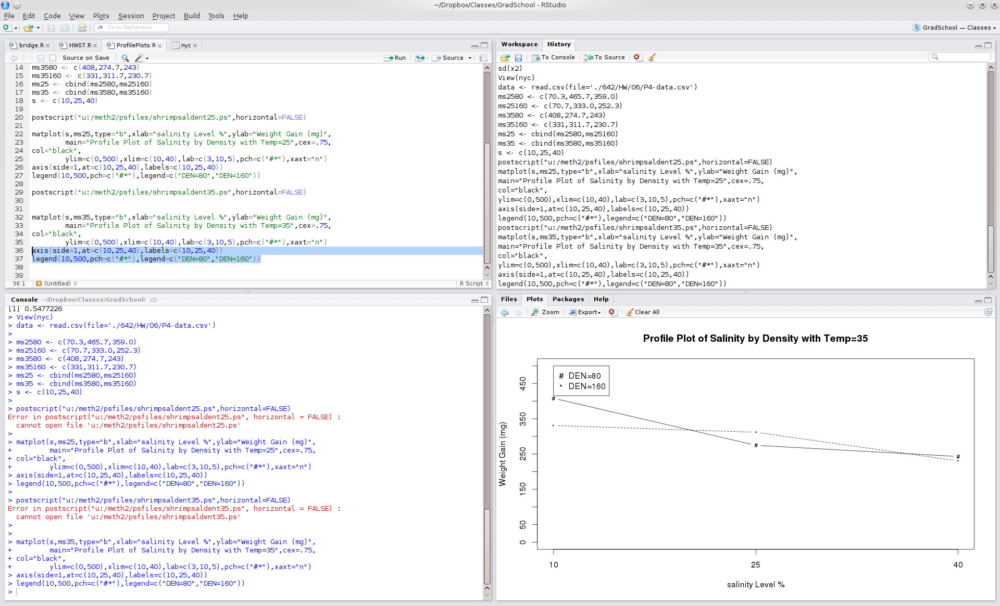 ~/Dropbox/Classes/GradSchool - RStudio
File Edit Code View Plots Session Project Build Tools Help
Go to file/function
GradSchool — Classes
bridge.R HW07.R ProfilePlots.R nyc
Source on Save Run Source
14 ms3580 <- c(408,274.7,243)
15 ms35160 <- c(331,311.7,230.7)
16 ms25 <- cbind(ms2580,ms25160)
17 ms35 <- cbind(ms3580,ms35160)
18 s <- c(10,25,40)
19
20 postscript("u:/meth2/psfiles/shrimpsaldent25.ps",horizontal=FALSE)
21
22 matplot(s,ms25,type="b",xlab="salinity Level %",ylab="Weight Gain (mg)",
23 main="Profile Plot of Salinity by Density with Temp=25",cex=.75,
24 col="black",
25 ylim=c(0,500),xlim=c(10,40),lab=c(3,10,5),pch=c("#*"),xaxt="n")
26 axis(side=1,at=c(10,25,40),labels=c(10,25,40))
27 legend(10,500,pch=c("#*"),legend=c("DEN=80","DEN=160"))
28
29 postscript("u:/meth2/psfiles/shrimpsaldent35.ps",horizontal=FALSE)
30
31
32 matplot(s,ms35,type="b",xlab="salinity Level %",ylab="Weight Gain (mg)",
33 main="Profile Plot of Salinity by Density with Temp=35",cex=.75,
34 col="black",
35 ylim=c(0,500),xlim=c(10,40),lab=c(3,10,5),pch=c("#*"),xaxt="n")
36 axis(side=1,at=c(10,25,40),labels=c(10,25,40))
37 legend(10,500,pch=c("#*"),legend=c("DEN=80","DEN=160"))
38
39
36:1 # (Untitled) R Script
Console ~/Dropbox/Classes/GradSchool/
[1] 0.5477226
> View(nyc)
> data <- read.csv(file='./642/HW/06/P4-data.csv')
>
> ms2580 <- c(70.3,465.7,359.0)
> ms25160 <- c(70.7,333.0,252.3)
> ms3580 <- c(408,274.7,243)
> ms35160 <- c(331,311.7,230.7)
> ms25 <- cbind(ms2580,ms25160)
> ms35 <- cbind(ms3580,ms35160)
> s <- c(10,25,40)
>
> postscript("u:/meth2/psfiles/shrimpsaldent25.ps",horizontal=FALSE)
Error in postscript("u:/meth2/psfiles/shrimpsaldent25.ps", horizontal = FALSE) :
cannot open file 'u:/meth2/psfiles/shrimpsaldent25.ps'
>
> matplot(s,ms25,type="b",xlab="salinity Level %",ylab="Weight Gain (mg)",
+ main="Profile Plot of Salinity by Density with Temp=25",cex=.75,
+ col="black",
+ ylim=c(0,500),xlim=c(10,40),lab=c(3,10,5),pch=c("#*"),xaxt="n")
> axis(side=1,at=c(10,25,40),labels=c(10,25,40))
> legend(10,500,pch=c("#*"),legend=c("DEN=80","DEN=160"))
>
> postscript("u:/meth2/psfiles/shrimpsaldent35.ps",horizontal=FALSE)
Error in postscript("u:/meth2/psfiles/shrimpsaldent35.ps", horizontal = FALSE) :
cannot open file 'u:/meth2/psfiles/shrimpsaldent35.ps'
>
>
> matplot(s,ms35,type="b",xlab="salinity Level %",ylab="Weight Gain (mg)",
+ main="Profile Plot of Salinity by Density with Temp=35",cex=.75,
+ col="black",
+ ylim=c(0,500),xlim=c(10,40),lab=c(3,10,5),pch=c("#*"),xaxt="n")
> axis(side=1,at=c(10,25,40),labels=c(10,25,40))
> legend(10,500,pch=c("#*"),legend=c("DEN=80","DEN=160"))
>
Workspace History
To Console To Source
sd(x2)
View(nyc)
data <- read.csv(file='./642/HW/06/P4-data.csv')
ms2580 <- c(70.3,465.7,359.0)
ms25160 <- c(70.7,333.0,252.3)
ms3580 <- c(408,274.7,243)
ms35160 <- c(331,311.7,230.7)
ms25 <- cbind(ms2580,ms25160)
ms35 <- cbind(ms3580,ms35160)
s <- c(10,25,40)
postscript("u:/meth2/psfiles/shrimpsaldent25.ps",horizontal=FALSE)
matplot(s,ms25,type="b",xlab="salinity Level %",ylab="Weight Gain (mg)",
main="Profile Plot of Salinity by Density with Temp=25",cex=.75,
col="black",
ylim=c(0,500),xlim=c(10,40),lab=c(3,10,5),pch=c("#*"),xaxt="n")
axis(side=1,at=c(10,25,40),labels=c(10,25,40))
legend(10,500,pch=c("#*"),legend=c("DEN=80","DEN=160"))
postscript("u:/meth2/psfiles/shrimpsaldent35.ps",horizontal=FALSE)
matplot(s,ms35,type="b",xlab="salinity Level %",ylab="Weight Gain (mg)",
main="Profile Plot of Salinity by Density with Temp=35",cex=.75,
col="black",
ylim=c(0,500),xlim=c(10,40),lab=c(3,10,5),pch=c("#*"),xaxt="n")
axis(side=1,at=c(10,25,40),labels=c(10,25,40))
legend(10,500,pch=c("#*"),legend=c("DEN=80","DEN=160"))
Files Plots Packages Help
Zoom Export Clear All
Profile Plot of Salinity by Density with Temp=35
# DEN=80
* DEN=160
450
350
250
150
50
0
Weight Gain (mg)
10 25 40
salinity Level %